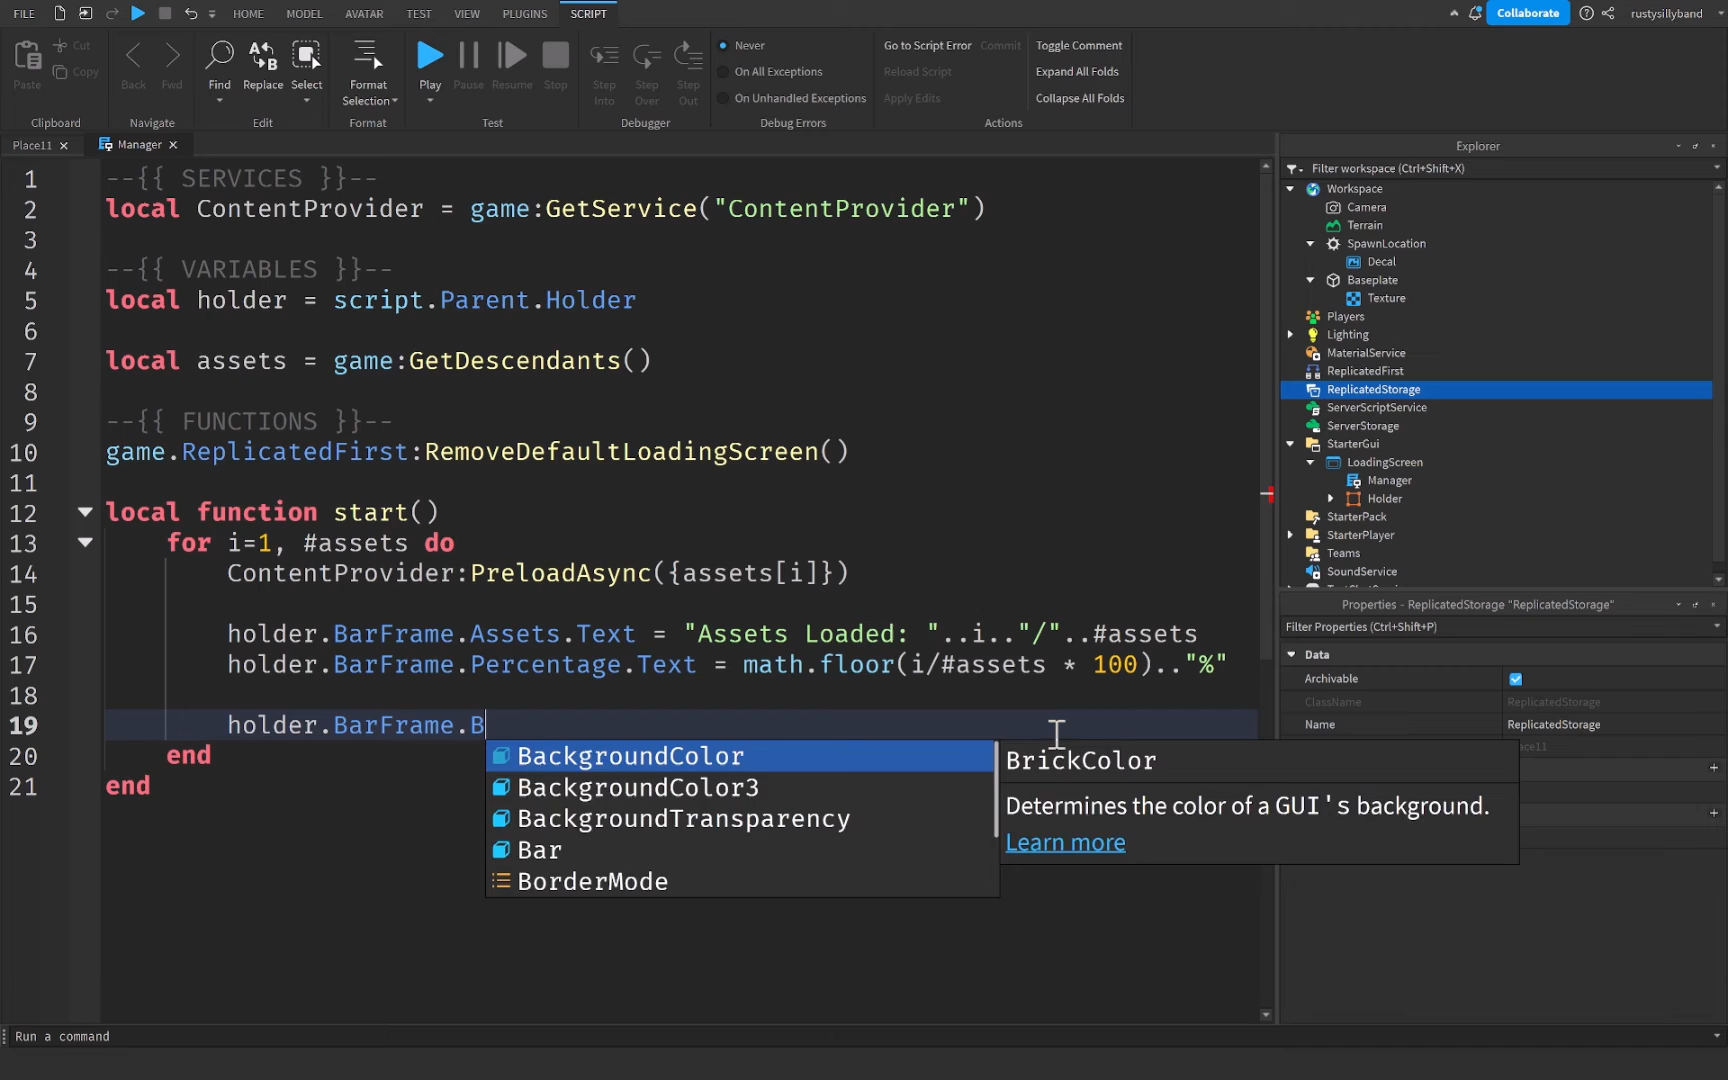 FILE HOME MODEL AVATAR TEST VIEW PLUGINS SCRIPT Collaborate rustysillyband
Paste Cut Copy Back Fwd Find Replace Select Format Selection Play Pause Resume Stop Step Into Step Over Step Out
Never Go to Script Error Commit Toggle Comment
On All Exceptions Reload Script Expand All Folds
On Unhandled Exceptions Apply Edits Collapse All Folds
Clipboard Navigate Edit Format Test Debugger Debug Errors Actions
Place11 Manager
1 --{{ SERVICES }}--
2 local ContentProvider = game:GetService("ContentProvider")
3
4 --{{ VARIABLES }}--
5 local holder = script.Parent.Holder
6
7 local assets = game:GetDescendants()
8
9 --{{ FUNCTIONS }}--
10 game.ReplicatedFirst:RemoveDefaultLoadingScreen()
11
12 local function start()
13 for i=1, #assets do
14 ContentProvider:PreloadAsync({assets[i]})
15
16 holder.BarFrame.Assets.Text = "Assets Loaded: "..i.."/"..#assets
17 holder.BarFrame.Percentage.Text = math.floor(i/#assets * 100).."%"
18
19 holder.BarFrame.B
20 end
21 end
BackgroundColor
BackgroundColor3
BackgroundTransparency
Bar
BorderMode
BrickColor
Determines the color of a GUI's background.
Learn more
Explorer
Filter workspace (Ctrl+Shift+X)
Workspace
Camera
Terrain
SpawnLocation
Decal
Baseplate
Texture
Players
Lighting
MaterialService
ReplicatedFirst
ReplicatedStorage
ServerScriptService
ServerStorage
StarterGui
LoadingScreen
Manager
Holder
StarterPack
StarterPlayer
Teams
SoundService
Properties - ReplicatedStorage "ReplicatedStorage"
Filter Properties (Ctrl+Shift+P)
Data
Archivable
ClassName ReplicatedStorage
Name ReplicatedStorage
Run a command